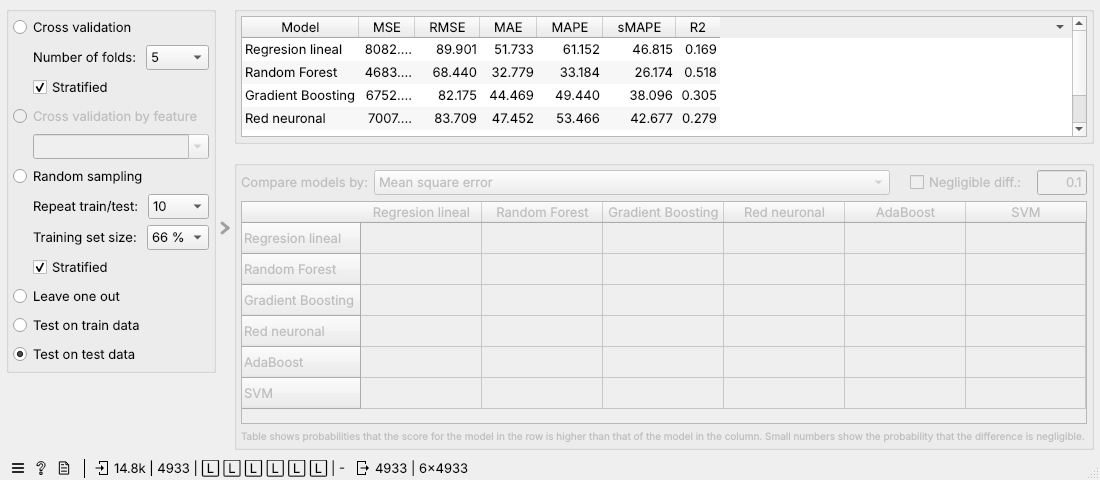 Cross validation
Number of folds: 5
Stratified
Cross validation by feature
Random sampling
Repeat train/test: 10
Training set size: 66 %
Stratified
Leave one out
Test on train data
Test on test data
Model MSE RMSE MAE MAPE sMAPE R2
Regresion lineal 8082.... 89.901 51.733 61.152 46.815 0.169
Random Forest 4683.... 68.440 32.779 33.184 26.174 0.518
Gradient Boosting 6752.... 82.175 44.469 49.440 38.096 0.305
Red neuronal 7007.... 83.709 47.452 53.466 42.677 0.279
Compare models by: Mean square error Negligible diff.: 0.1
Regresion lineal Random Forest Gradient Boosting Red neuronal AdaBoost SVM
Regresion lineal
Random Forest
Gradient Boosting
Red neuronal
AdaBoost
SVM
Table shows probabilities that the score for the model in the row is higher than that of the model in the column. Small numbers show the probability that the difference is negligible.
? 14.8k | 4933 | L L L L L L | - 4933 | 6×4933